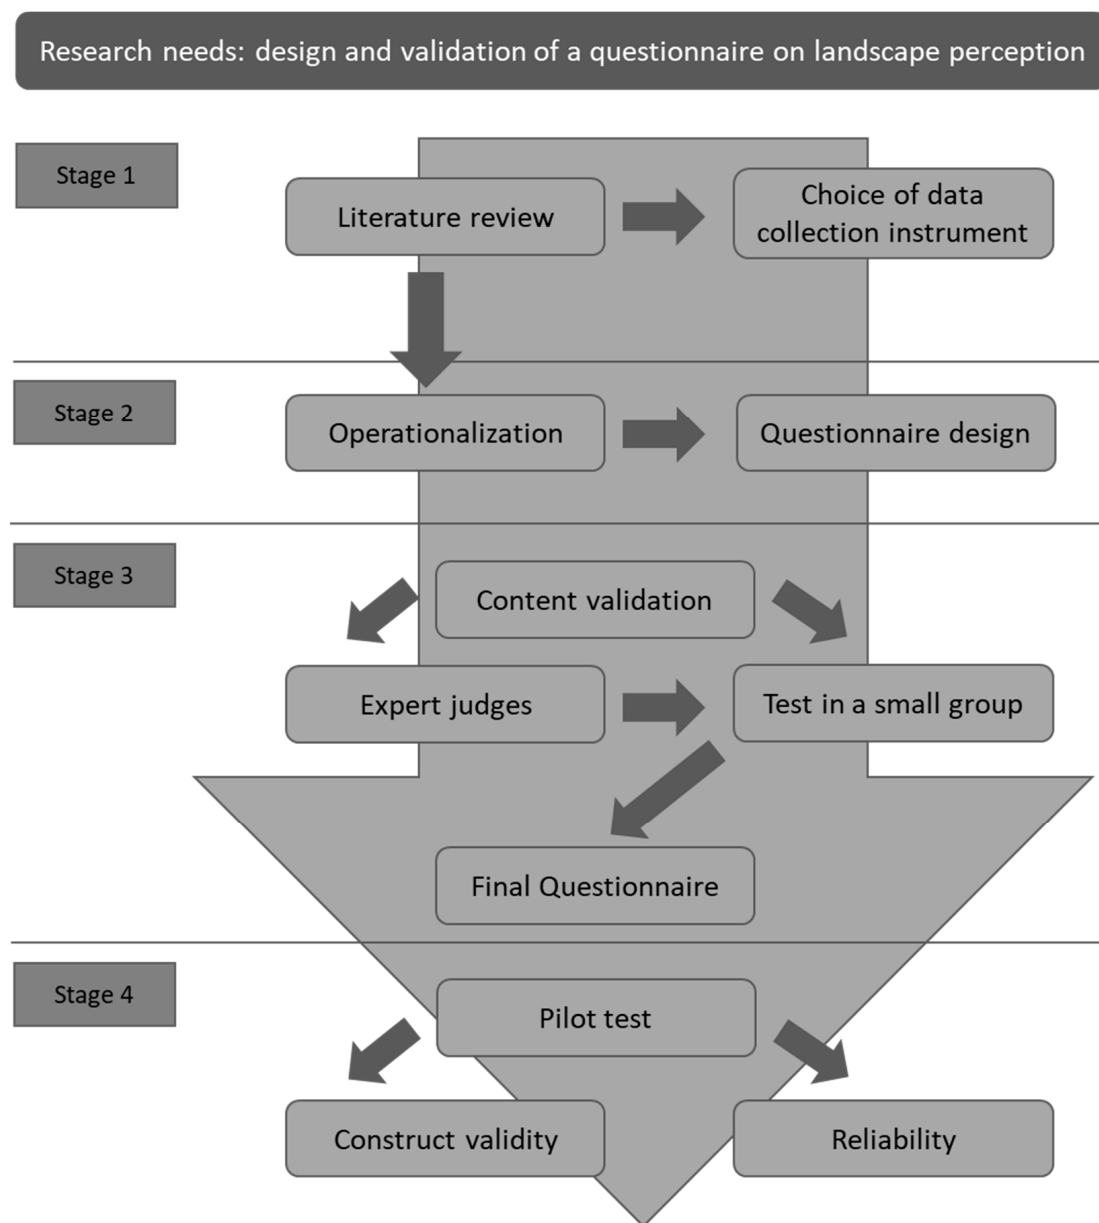 Research needs: design and validation of a questionnaire on landscape perception
Stage 1
Literature review
Choice of data
collection instrument
Stage 2
Operationalization
Questionnaire design
Stage 3
Content validation
Expert judges
Test in a small group
Final Questionnaire
Stage 4
Pilot test
Construct validity
Reliability